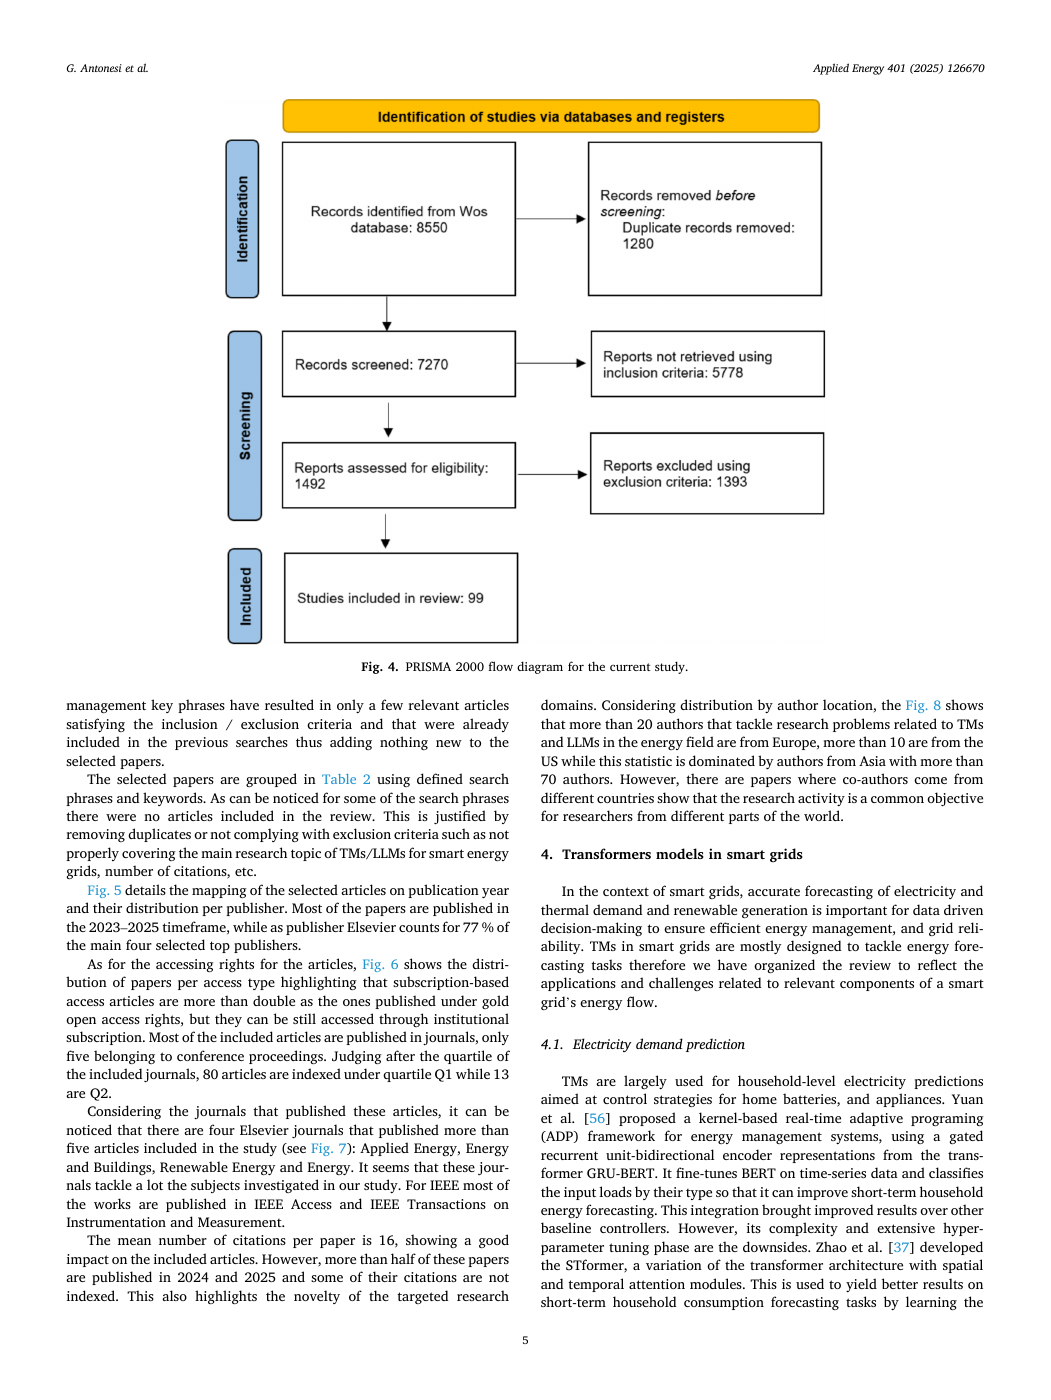 G. Antonesi et al.
Applied Energy 401 (2025) 126670
Identification of studies via databases and registers
Identification
Records identified from Wos
database: 8550
Records removed before
screening:
Duplicate records removed:
1280
Screening
Records screened: 7270
Reports not retrieved using
inclusion criteria: 5778
Reports assessed for eligibility:
1492
Reports excluded using
exclusion criteria: 1393
Included
Studies included in review: 99
Fig. 4. PRISMA 2000 flow diagram for the current study.
management key phrases have resulted in only a few relevant articles
satisfying the inclusion / exclusion criteria and that were already
included in the previous searches thus adding nothing new to the
selected papers.
The selected papers are grouped in Table 2 using defined search
phrases and keywords. As can be noticed for some of the search phrases
there were no articles included in the review. This is justified by
removing duplicates or not complying with exclusion criteria such as not
properly covering the main research topic of TMs/LLMs for smart energy
grids, number of citations, etc.
Fig. 5 details the mapping of the selected articles on publication year
and their distribution per publisher. Most of the papers are published in
the 2023–2025 timeframe, while as publisher Elsevier counts for 77 % of
the main four selected top publishers.
As for the accessing rights for the articles, Fig. 6 shows the distri-
bution of papers per access type highlighting that subscription-based
access articles are more than double as the ones published under gold
open access rights, but they can be still accessed through institutional
subscription. Most of the included articles are published in journals, only
five belonging to conference proceedings. Judging after the quartile of
the included journals, 80 articles are indexed under quartile Q1 while 13
are Q2.
Considering the journals that published these articles, it can be
noticed that there are four Elsevier journals that published more than
five articles included in the study (see Fig. 7): Applied Energy, Energy
and Buildings, Renewable Energy and Energy. It seems that these jour-
nals tackle a lot the subjects investigated in our study. For IEEE most of
the works are published in IEEE Access and IEEE Transactions on
Instrumentation and Measurement.
The mean number of citations per paper is 16, showing a good
impact on the included articles. However, more than half of these papers
are published in 2024 and 2025 and some of their citations are not
indexed. This also highlights the novelty of the targeted research
domains. Considering distribution by author location, the Fig. 8 shows
that more than 20 authors that tackle research problems related to TMs
and LLMs in the energy field are from Europe, more than 10 are from the
US while this statistic is dominated by authors from Asia with more than
70 authors. However, there are papers where co-authors come from
different countries show that the research activity is a common objective
for researchers from different parts of the world.
4. Transformers models in smart grids
In the context of smart grids, accurate forecasting of electricity and
thermal demand and renewable generation is important for data driven
decision-making to ensure efficient energy management, and grid reli-
ability. TMs in smart grids are mostly designed to tackle energy fore-
casting tasks therefore we have organized the review to reflect the
applications and challenges related to relevant components of a smart
grid's energy flow.
4.1. Electricity demand prediction
TMs are largely used for household-level electricity predictions
aimed at control strategies for home batteries, and appliances. Yuan
et al. [56] proposed a kernel-based real-time adaptive programing
(ADP) framework for energy management systems, using a gated
recurrent unit-bidirectional encoder representations from the trans-
former GRU-BERT. It fine-tunes BERT on time-series data and classifies
the input loads by their type so that it can improve short-term household
energy forecasting. This integration brought improved results over other
baseline controllers. However, its complexity and extensive hyper-
parameter tuning phase are the downsides. Zhao et al. [37] developed
the STformer, a variation of the transformer architecture with spatial
and temporal attention modules. This is used to yield better results on
short-term household consumption forecasting tasks by learning the
5